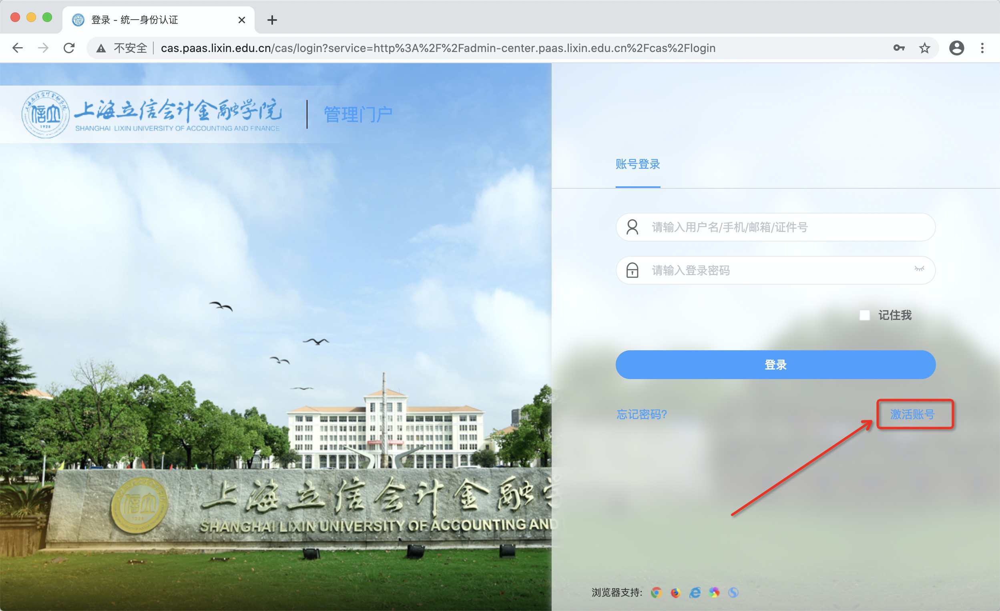 登录 - 统一身份认证
不安全 | cas.paas.lixin.edu.cn/cas/login?service=http%3A%2F%2Fadmin-center.paas.lixin.edu.cn%2Fcas%2Flogin
信立
1928
上海立信会计金融学院
SHANGHAI LIXIN UNIVERSITY OF ACCOUNTING AND FINANCE
管理门户
账号登录
请输入用户名/手机/邮箱/证件号
请输入登录密码
记住我
登录
忘记密码?
激活账号
信立
1928
上海立信会计金融学
SHANGHAI LIXIN UNIVERSITY OF ACCOUNTING AND
浏览器支持: